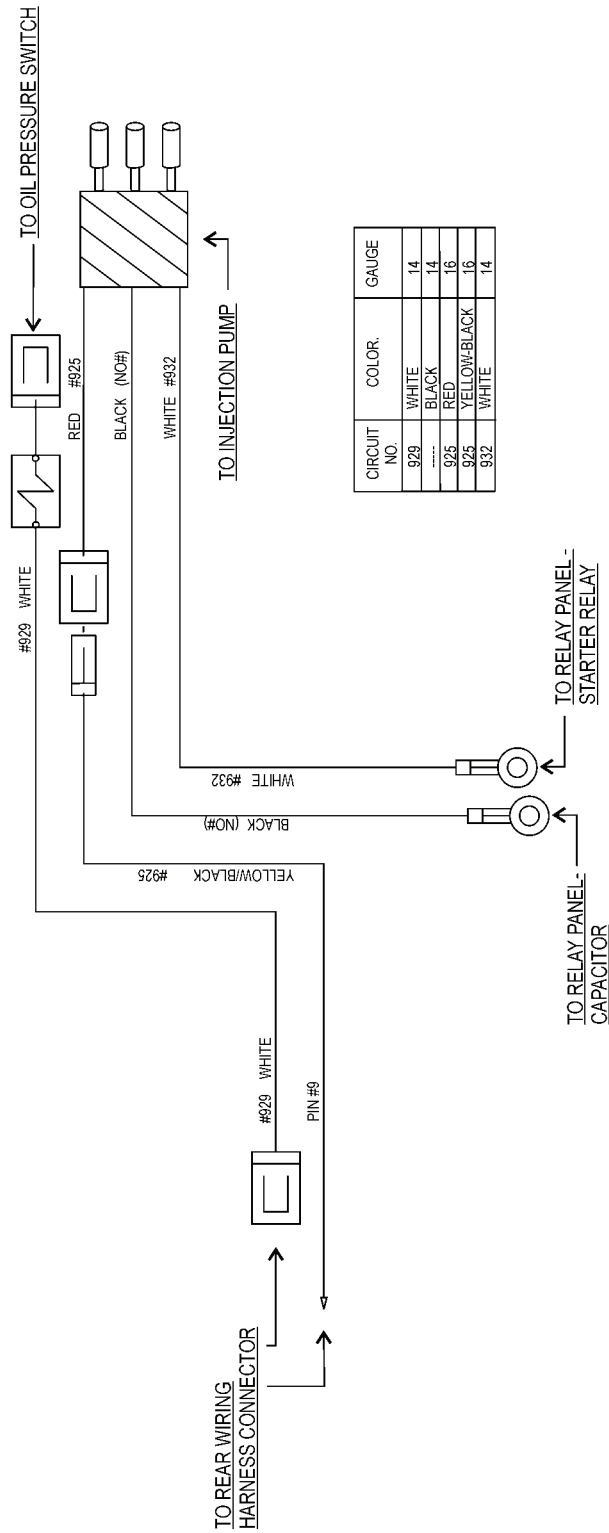 TO OIL PRESSURE SWITCH
#929 WHITE
RED #925
BLACK (NO#)
WHITE #932
TO INJECTION PUMP
YELLOW/BLACK #925
BLACK (NO#)
WHITE #932
#929 WHITE
PIN #9
TO REAR WIRING
HARNESS CONNECTOR
TO RELAY PANEL-
CAPACITOR
TO RELAY PANEL -
STARTER RELAY
CIRCUIT NO. COLOR. GAUGE
929 WHITE 14
---- BLACK 14
925 RED 16
925 YELLOW-BLACK 16
932 WHITE 14